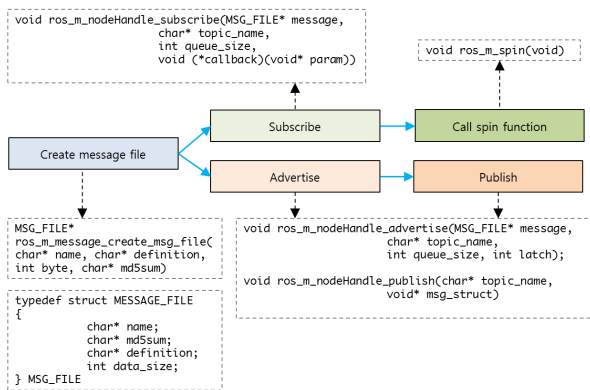 void ros_m_nodeHandle_subscribe(MSG_FILE* message,
char* topic_name,
int queue_size,
void (*callback)(void* param))
void ros_m_spin(void)
Subscribe
Call spin function
Create message file
Advertise
Publish
MSG_FILE*
ros_m_message_create_msg_file(
char* name, char* definition,
int byte, char* md5sum)
void ros_m_nodeHandle_advertise(MSG_FILE* message,
char* topic_name,
int queue_size, int latch);
void ros_m_nodeHandle_publish(char* topic_name,
void* msg_struct)
typedef struct MESSAGE_FILE
{
char* name;
char* md5sum;
char* definition;
int data_size;
} MSG_FILE